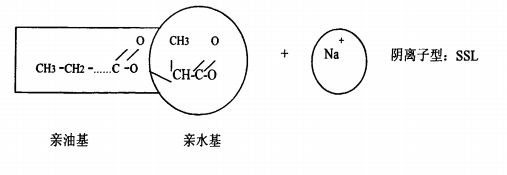 O CH3 O +
CH3 -CH2 -......C -O CH-C-O + Na 阴离子型：SSL
亲油基 亲水基